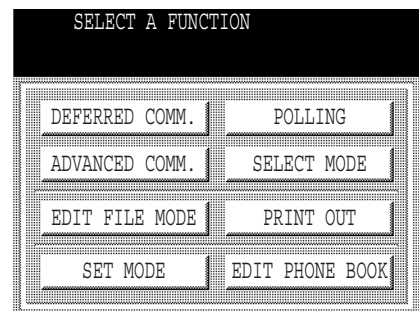 SELECT A FUNCTION
DEFERRED COMM. POLLING
ADVANCED COMM. SELECT MODE
EDIT FILE MODE PRINT OUT
SET MODE EDIT PHONE BOOK